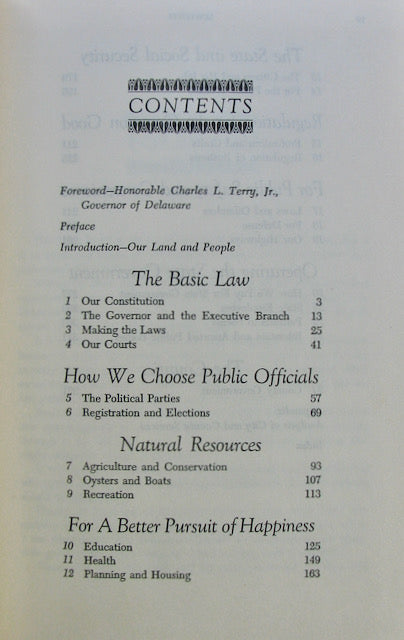 CONTENTS
Foreword—Honorable Charles L. Terry, Jr.,
Governor of Delaware
Preface
Introduction—Our Land and People
The Basic Law
1 Our Constitution 3
2 The Governor and the Executive Branch 13
3 Making the Laws 25
4 Our Courts 41
How We Choose Public Officials
5 The Political Parties 57
6 Registration and Elections 69
Natural Resources
7 Agriculture and Conservation 93
8 Oysters and Boats 107
9 Recreation 113
For A Better Pursuit of Happiness
10 Education 125
11 Health 149
12 Planning and Housing 163